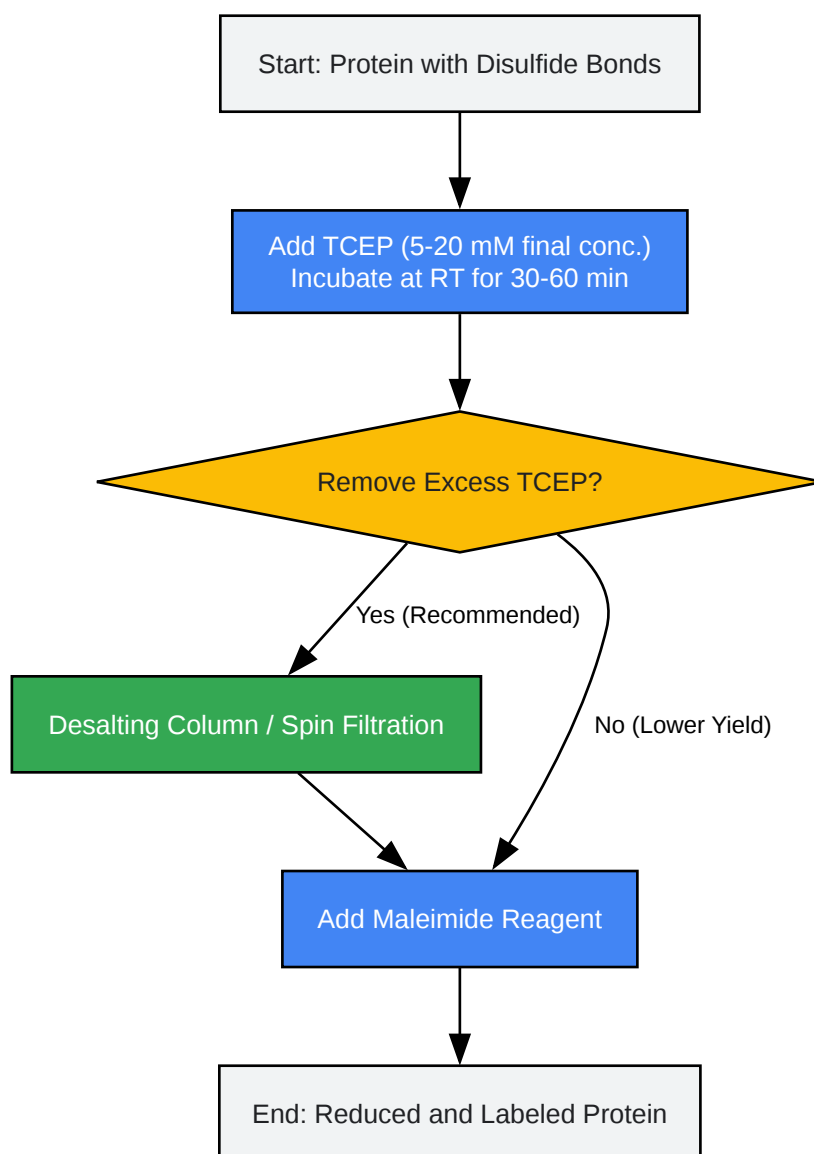 Start: Protein with Disulfide Bonds
Add TCEP (5-20 mM final conc.)
Incubate at RT for 30-60 min
Remove Excess TCEP?
Yes (Recommended)
Desalting Column / Spin Filtration
No (Lower Yield)
Add Maleimide Reagent
End: Reduced and Labeled Protein